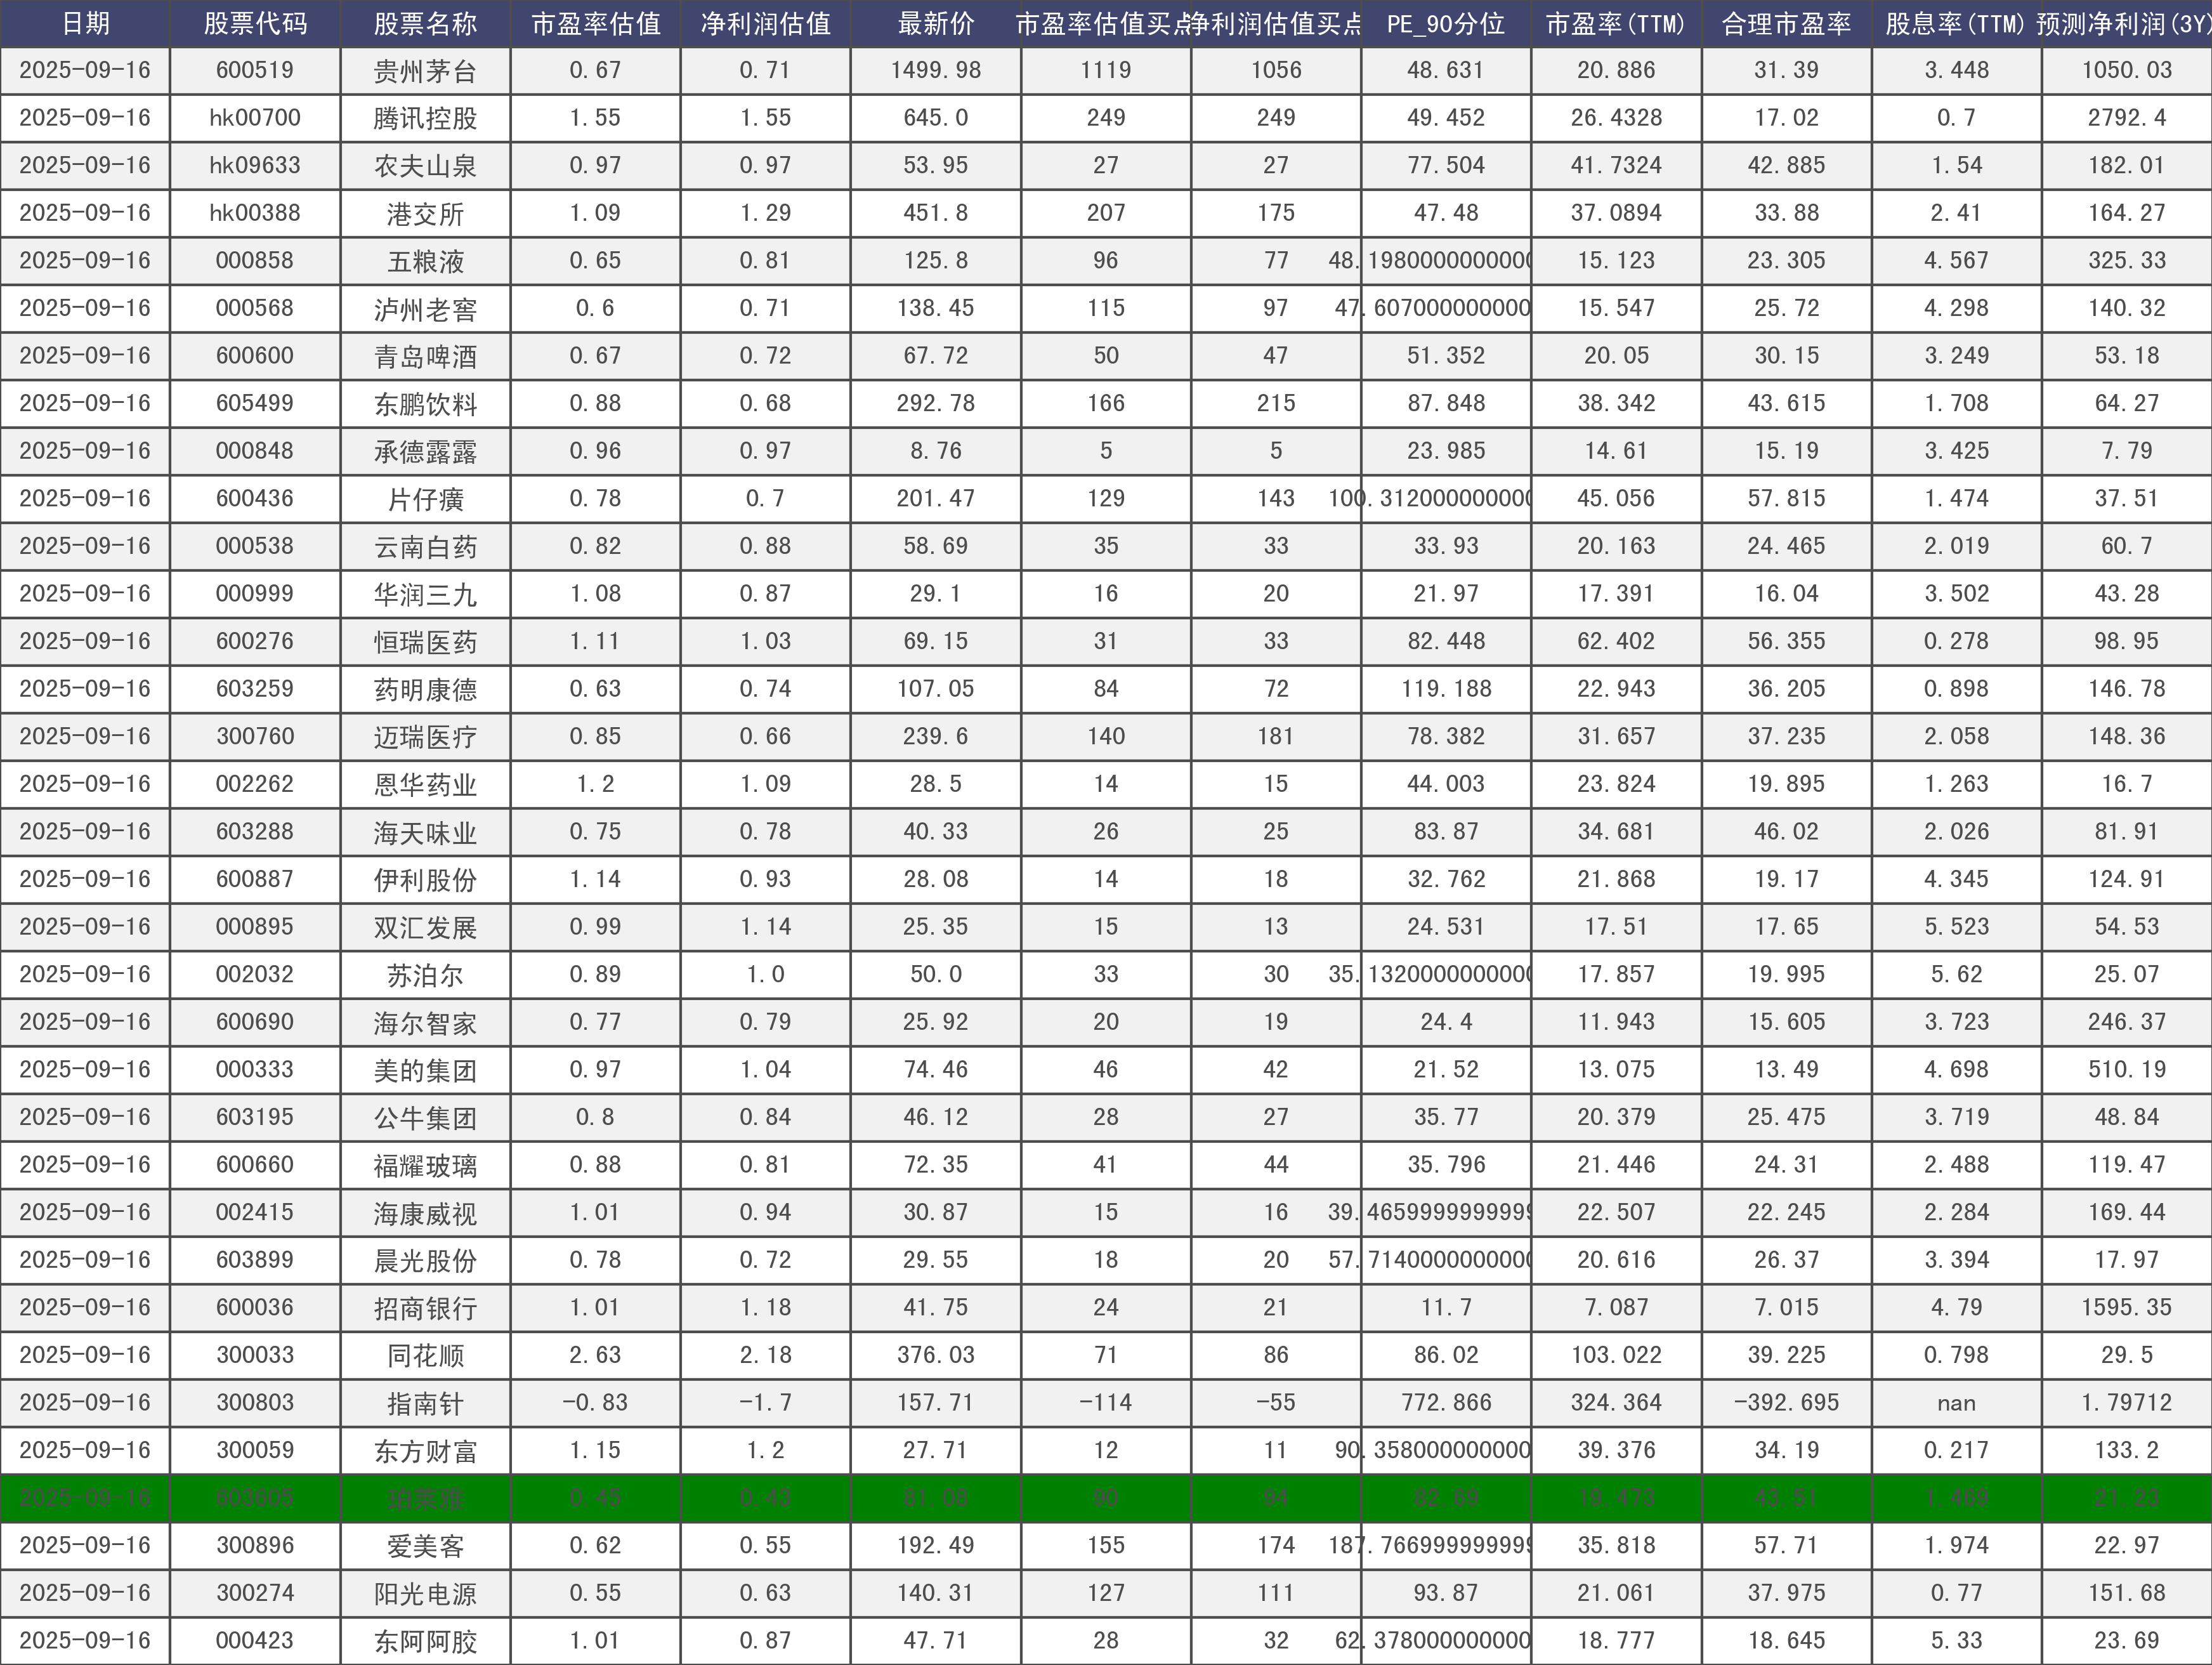 日期 股票代码 股票名称 市盈率估值 净利润估值 最新价 市盈率估值买点 净利润估值买点 PE_90分位 市盈率(TTM) 合理市盈率 股息率(TTM) 预测净利润(3Y)
2025-09-16 600519 贵州茅台 0.67 0.71 1499.98 1119 1056 48.631 20.886 31.39 3.448 1050.03
2025-09-16 hk00700 腾讯控股 1.55 1.55 645.0 249 249 49.452 26.4328 17.02 0.7 2792.4
2025-09-16 hk09633 农夫山泉 0.97 0.97 53.95 27 27 77.504 41.7324 42.885 1.54 182.01
2025-09-16 hk00388 港交所 1.09 1.29 451.8 207 175 47.48 37.0894 33.88 2.41 164.27
2025-09-16 000858 五粮液 0.65 0.81 125.8 96 77 48.1980000000000 15.123 23.305 4.567 325.33
2025-09-16 000568 泸州老窖 0.6 0.71 138.45 115 97 47.607000000000 15.547 25.72 4.298 140.32
2025-09-16 600600 青岛啤酒 0.67 0.72 67.72 50 47 51.352 20.05 30.15 3.249 53.18
2025-09-16 605499 东鹏饮料 0.88 0.68 292.78 166 215 87.848 38.342 43.615 1.708 64.27
2025-09-16 000848 承德露露 0.96 0.97 8.76 5 5 23.985 14.61 15.19 3.425 7.79
2025-09-16 600436 片仔癀 0.78 0.7 201.47 129 143 100.312000000000 45.056 57.815 1.474 37.51
2025-09-16 000538 云南白药 0.82 0.88 58.69 35 33 33.93 20.163 24.465 2.019 60.7
2025-09-16 000999 华润三九 1.08 0.87 29.1 16 20 21.97 17.391 16.04 3.502 43.28
2025-09-16 600276 恒瑞医药 1.11 1.03 69.15 31 33 82.448 62.402 56.355 0.278 98.95
2025-09-16 603259 药明康德 0.63 0.74 107.05 84 72 119.188 22.943 36.205 0.898 146.78
2025-09-16 300760 迈瑞医疗 0.85 0.66 239.6 140 181 78.382 31.657 37.235 2.058 148.36
2025-09-16 002262 恩华药业 1.2 1.09 28.5 14 15 44.003 23.824 19.895 1.263 16.7
2025-09-16 603288 海天味业 0.75 0.78 40.33 26 25 83.87 34.681 46.02 2.026 81.91
2025-09-16 600887 伊利股份 1.14 0.93 28.08 14 18 32.762 21.868 19.17 4.345 124.91
2025-09-16 000895 双汇发展 0.99 1.14 25.35 15 13 24.531 17.51 17.65 5.523 54.53
2025-09-16 002032 苏泊尔 0.89 1.0 50.0 33 30 35.1320000000000 17.857 19.995 5.62 25.07
2025-09-16 600690 海尔智家 0.77 0.79 25.92 20 19 24.4 11.943 15.605 3.723 246.37
2025-09-16 000333 美的集团 0.97 1.04 74.46 46 42 21.52 13.075 13.49 4.698 510.19
2025-09-16 603195 公牛集团 0.8 0.84 46.12 28 27 35.77 20.379 25.475 3.719 48.84
2025-09-16 600660 福耀玻璃 0.88 0.81 72.35 41 44 35.796 21.446 24.31 2.488 119.47
2025-09-16 002415 海康威视 1.01 0.94 30.87 15 16 39.4659999999999 22.507 22.245 2.284 169.44
2025-09-16 603899 晨光股份 0.78 0.72 29.55 18 20 57.7140000000000 20.616 26.37 3.394 17.97
2025-09-16 600036 招商银行 1.01 1.18 41.75 24 21 11.7 7.087 7.015 4.79 1595.35
2025-09-16 300033 同花顺 2.63 2.18 376.03 71 86 86.02 103.022 39.225 0.798 29.5
2025-09-16 300803 指南针 -0.83 -1.7 157.71 -114 -55 772.866 324.364 -392.695 nan 1.79712
2025-09-16 300059 东方财富 1.15 1.2 27.71 12 11 90.358000000000 39.376 34.19 0.217 133.2
2025-09-16 603605 珀莱雅 0.45 0.43 81.08 90 94 62.69 19.473 43.51 1.469 21.23
2025-09-16 300896 爱美客 0.62 0.55 192.49 155 174 187.766999999999 35.818 57.71 1.974 22.97
2025-09-16 300274 阳光电源 0.55 0.63 140.31 127 111 93.87 21.061 37.975 0.77 151.68
2025-09-16 000423 东阿阿胶 1.01 0.87 47.71 28 32 62.378000000000 18.777 18.645 5.33 23.69